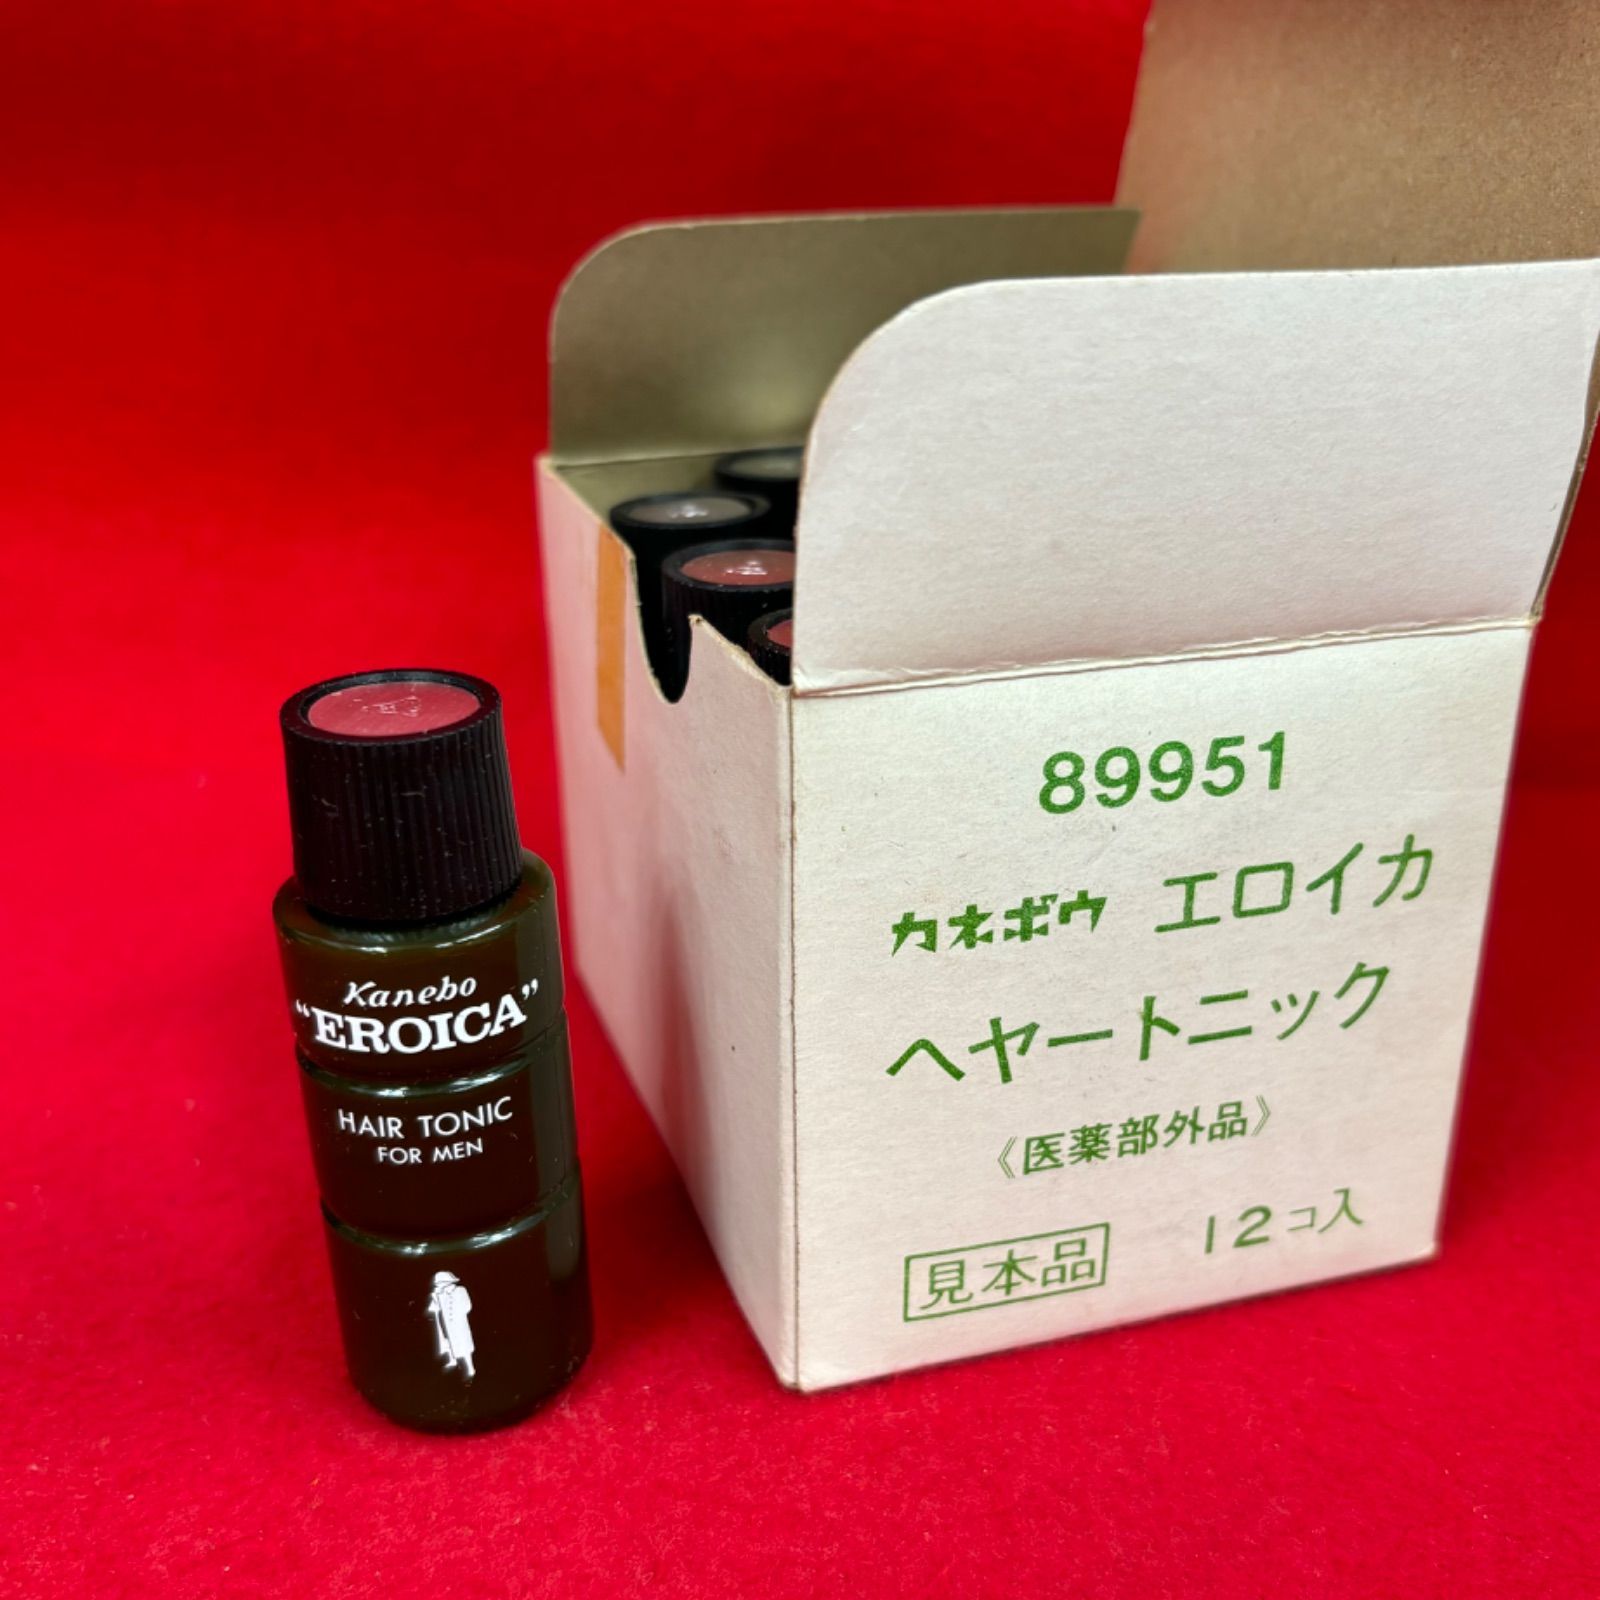 Kanebo
“EROICA”
HAIR TONIC
FOR MEN
89951
カネボウ エロイカ
ヘヤートニック
《医薬部外品》
見本品 12コ入